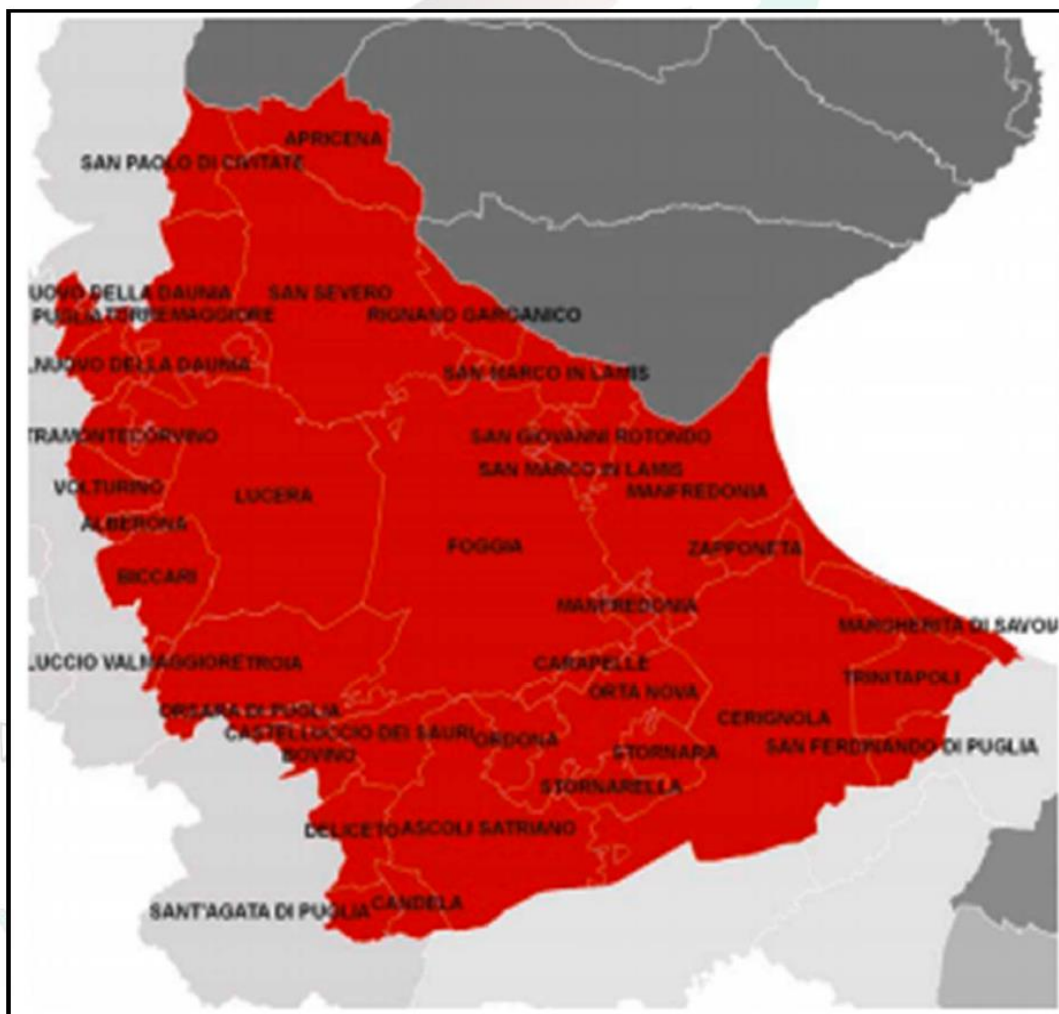 APRICENA
SAN PAOLO DI CIVITATE
UOVO DELLA DAUNIA
SAN SEVERO
PUGLIA
TORREMAGGIORE
RIGNANO GARGANICO
LNUOVO DELLA DAUNIA
SAN MARCO IN LAMIS
TRAMONTECORVINO
SAN GIOVANNI ROTONDO
SAN MARCO IN LAMIS
VOLTURINO
LUCERA
MANFREDONIA
ALBERONA
FOGGIA
ZAPPONETA
BICCARI
MANFREDONIA
MARGHERITA DI SAVOIA
LUCCIO VALMAGGIORE
TROIA
CARAPELLE
TRINITAPOLI
ORTA NOVA
ORSARA DI PUGLIA
CERIGNOLA
CASTELLUCCIO DEI SAURI
ORDONA
BOVINO
STORNARA
SAN FERDINANDO DI PUGLIA
STORNARELLA
DELICETO
ASCOLI SATRIANO
SANT'AGATA DI PUGLIA
CANDELA